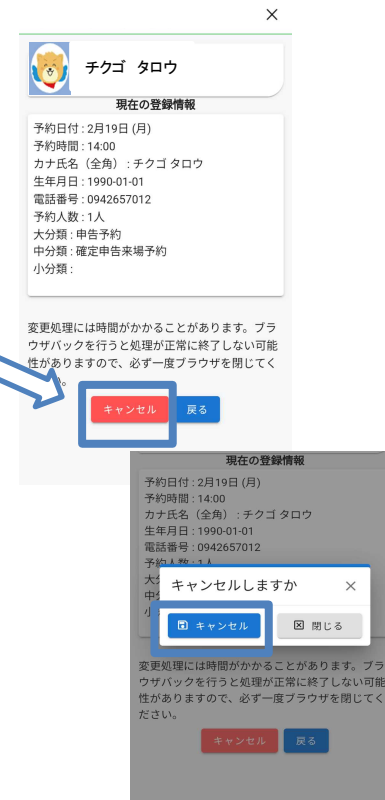 チクゴ タロウ
現在の登録情報
予約日付 : 2月19日 (月)
予約時間 : 14:00
カナ氏名（全角） : チクゴ タロウ
生年月日 : 1990-01-01
電話番号 : 0942657012
予約人数 : 1人
大分類 : 申告予約
中分類 : 確定申告来場予約
小分類 :
変更処理には時間がかかることがあります。ブラ
ウザバックを行うと処理が正常に終了しない可能
性がありますので、必ず一度ブラウザを閉じてく
い。
キャンセル 戻る
現在の登録情報
予約日付 : 2月19日 (月)
予約時間 : 14:00
カナ氏名（全角） : チクゴ タロウ
生年月日 : 1990-01-01
電話番号 : 0942657012
予約人数 : 1人
大
中
小
キャンセルしますか
キャンセル 閉じる
変更処理には時間がかかることがあります。ブラ
ウザバックを行うと処理が正常に終了しない可能
性がありますので、必ず一度ブラウザを閉じてく
ださい。
キャンセル 戻る